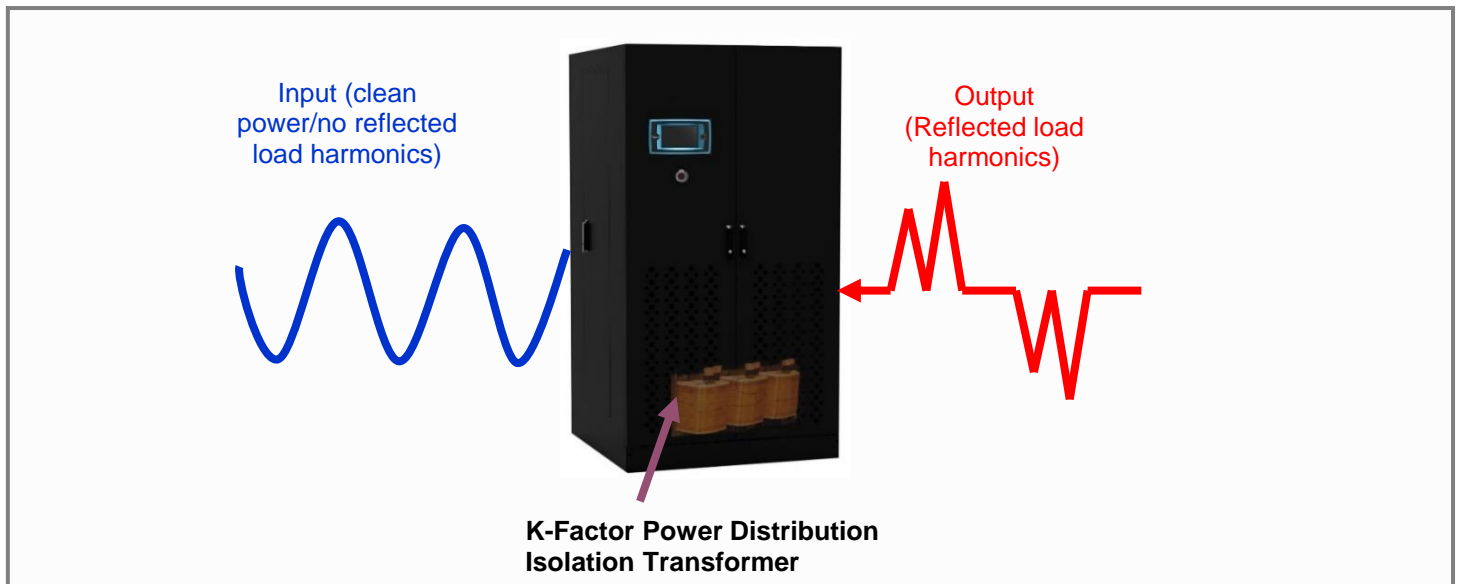 Input (clean
power/no reflected
load harmonics)
Output
(Reflected load
harmonics)
K-Factor Power Distribution
Isolation Transformer